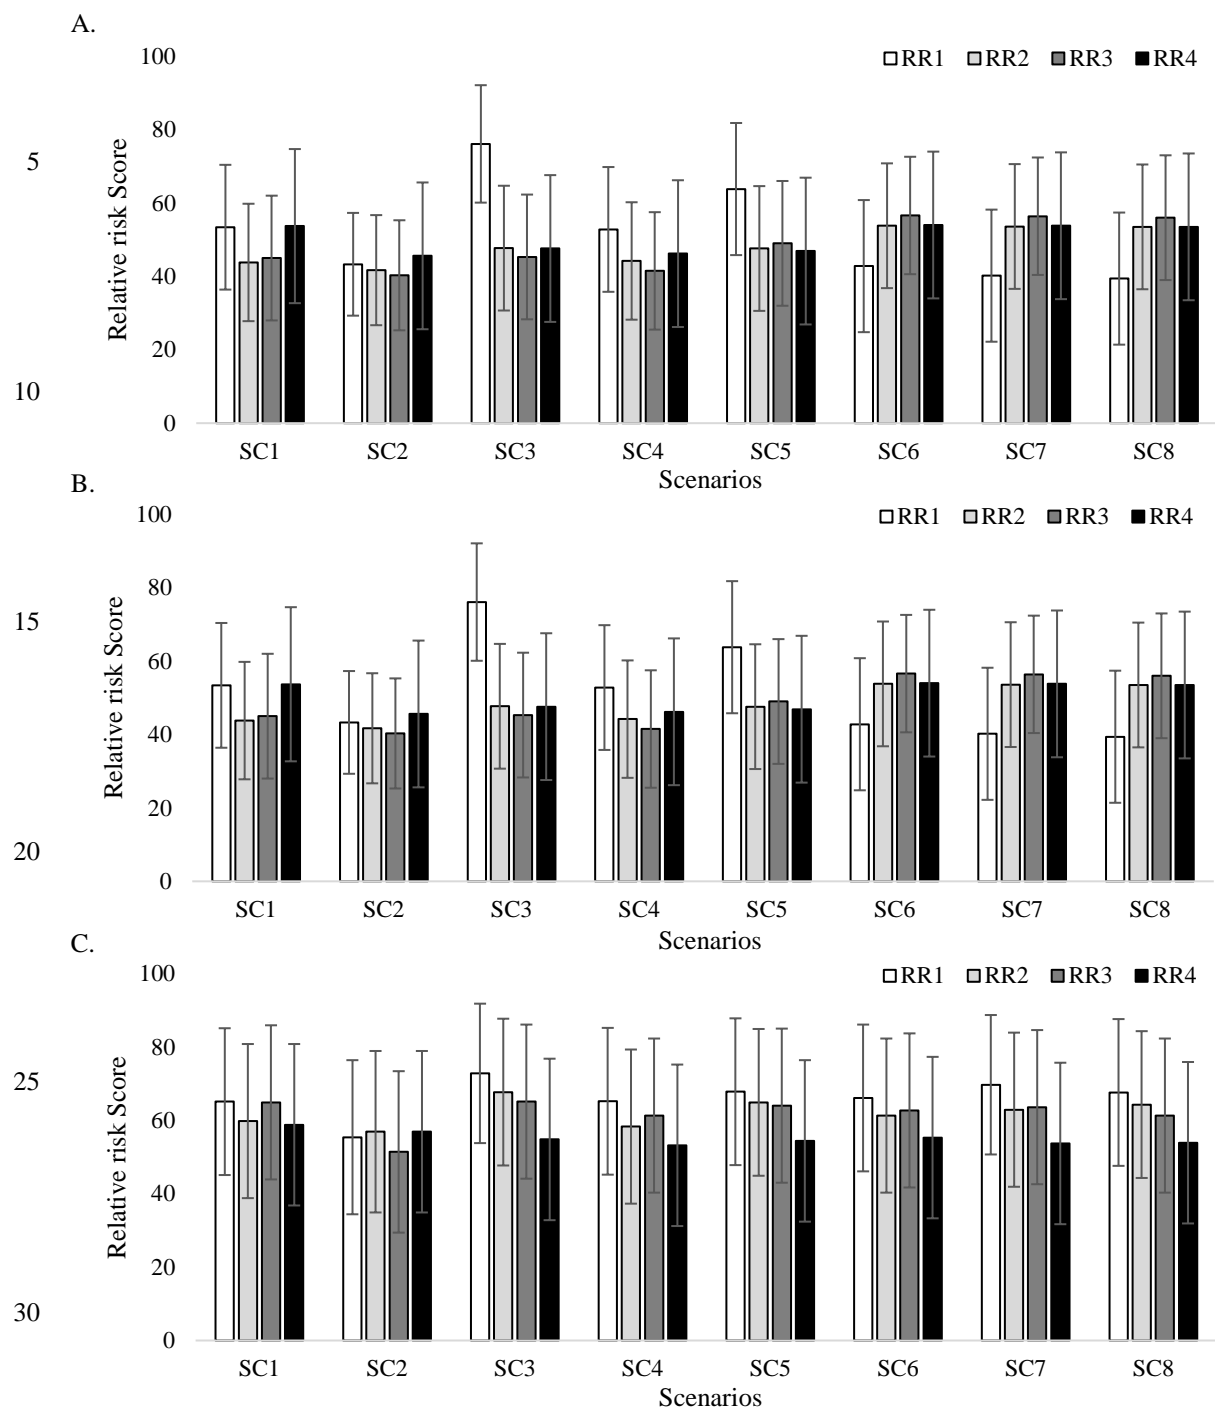 A.
100
RR1 RR2 RR3 RR4
80
5
60
Relative risk Score
40
10
20
0
SC1 SC2 SC3 SC4 SC5 SC6 SC7 SC8
Scenarios
B.
100
RR1 RR2 RR3 RR4
80
15
60
Relative risk Score
40
20
20
0
SC1 SC2 SC3 SC4 SC5 SC6 SC7 SC8
Scenarios
C.
100
RR1 RR2 RR3 RR4
80
25
60
Relative risk Score
40
20
30
0
SC1 SC2 SC3 SC4 SC5 SC6 SC7 SC8
Scenarios